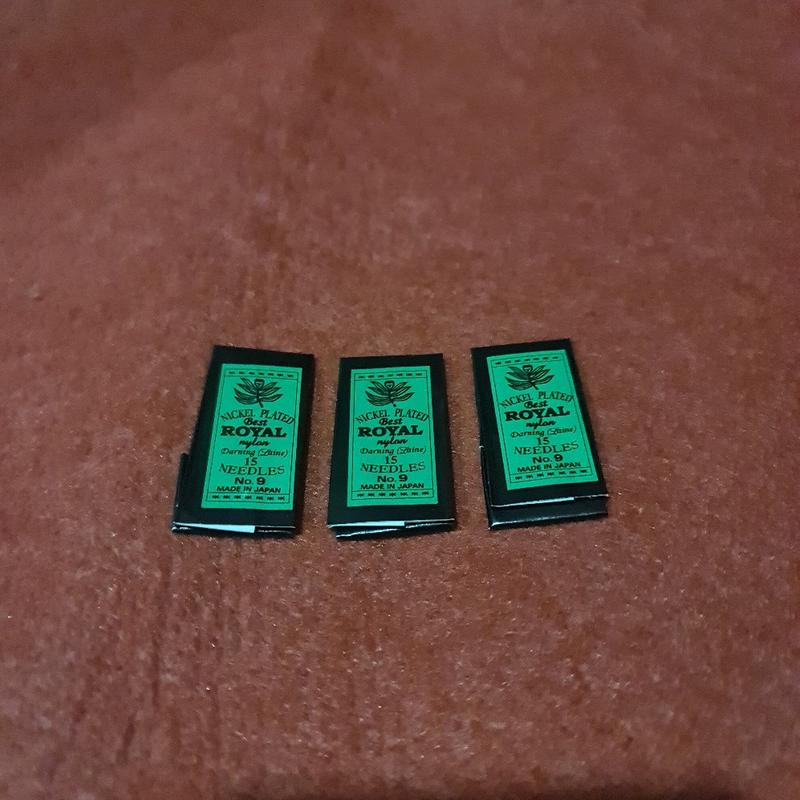 NICKEL PLATED
Best
ROYAL
nylon
Darning (Laine)
15
NEEDLES
No. 9
MADE IN JAPAN
NICKEL PLATED
Best
ROYAL
nylon
Darning (Laine)
15
NEEDLES
No. 9
MADE IN JAPAN
NICKEL PLATED
Best
ROYAL
nylon
Darning (Laine)
15
NEEDLES
No. 9
MADE IN JAPAN